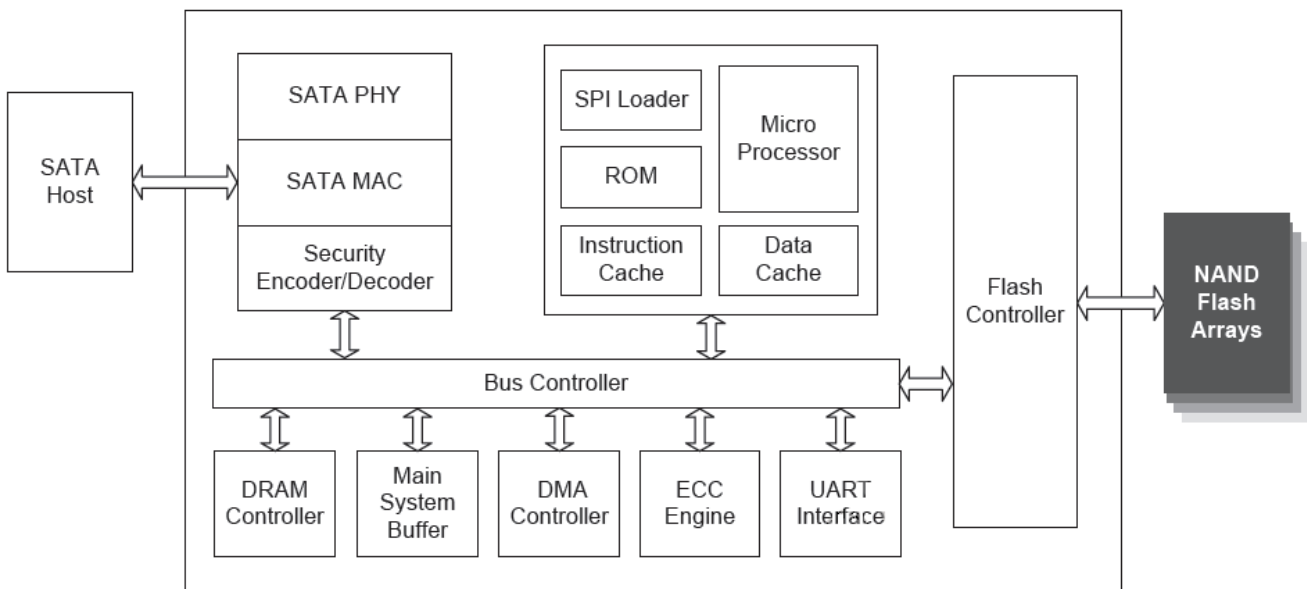 SATA
Host
SATA PHY
SATA MAC
Security
Encoder/Decoder
SPI Loader
ROM
Instruction
Cache
Micro
Processor
Data
Cache
Flash
Controller
NAND
Flash
Arrays
Bus Controller
DRAM
Controller
Main
System
Buffer
DMA
Controller
ECC
Engine
UART
Interface